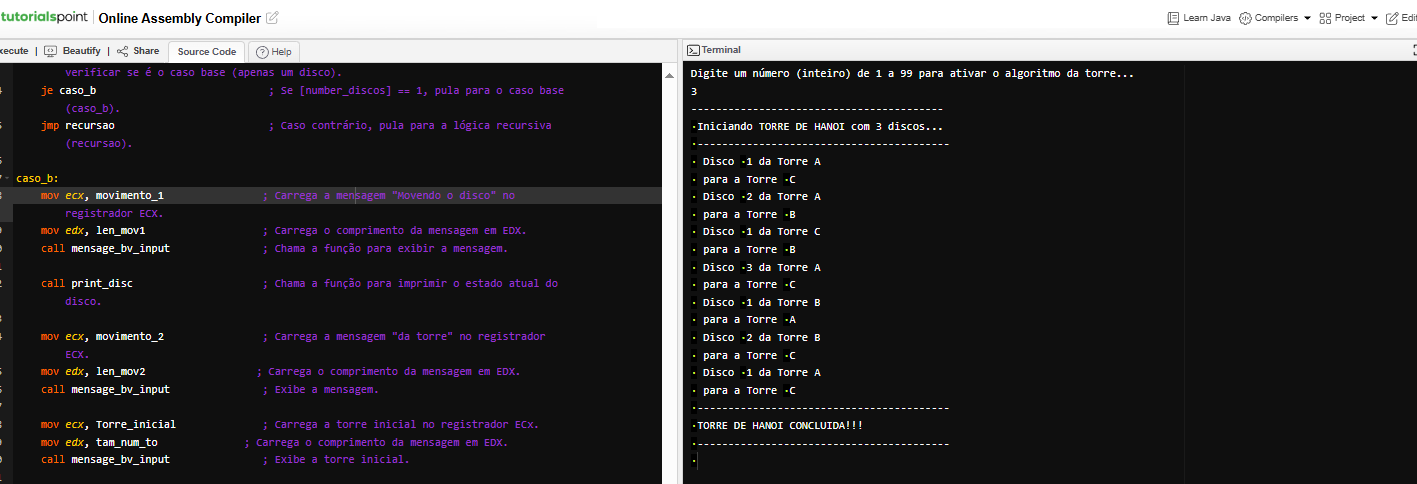 tutorialspoint Online Assembly Compiler
Learn Java Compilers Project Edi
xecute | Beautify | Share Source Code Help
Terminal
verificar se é o caso base (apenas um disco).
je caso_b ; Se [number_discos] == 1, pula para o caso base
(caso_b).
jmp recursao ; Caso contrário, pula para a lógica recursiva
(recursao).
caso_b:
mov ecx, movimento_1 ; Carrega a mensagem "Movendo o disco" no
registrador ECX.
mov edx, len_mov1 ; Carrega o comprimento da mensagem em EDX.
call mensage_bv_input ; Chama a função para exibir a mensagem.
call print_disc ; Chama a função para imprimir o estado atual do
disco.
mov ecx, movimento_2 ; Carrega a mensagem "da torre" no registrador
ECX.
mov edx, len_mov2 ; Carrega o comprimento da mensagem em EDX.
call mensage_bv_input ; Exibe a mensagem.
mov ecx, Torre_inicial ; Carrega a torre inicial no registrador ECx.
mov edx, tam_num_to ; Carrega o comprimento da mensagem em EDX.
call mensage_bv_input ; Exibe a torre inicial.
Digite um número (inteiro) de 1 a 99 para ativar o algoritmo da torre...
3
-----------------------------------------
·Iniciando TORRE DE HANOI com 3 discos...
·-----------------------------------------
· Disco ·1 da Torre A
· para a Torre ·C
· Disco ·2 da Torre A
· para a Torre ·B
· Disco ·1 da Torre C
· para a Torre ·B
· Disco ·3 da Torre A
· para a Torre ·C
· Disco ·1 da Torre B
· para a Torre ·A
· Disco ·2 da Torre B
· para a Torre ·C
· Disco ·1 da Torre A
· para a Torre ·C
·-----------------------------------------
·TORRE DE HANOI CONCLUIDA!!!
·-----------------------------------------
·